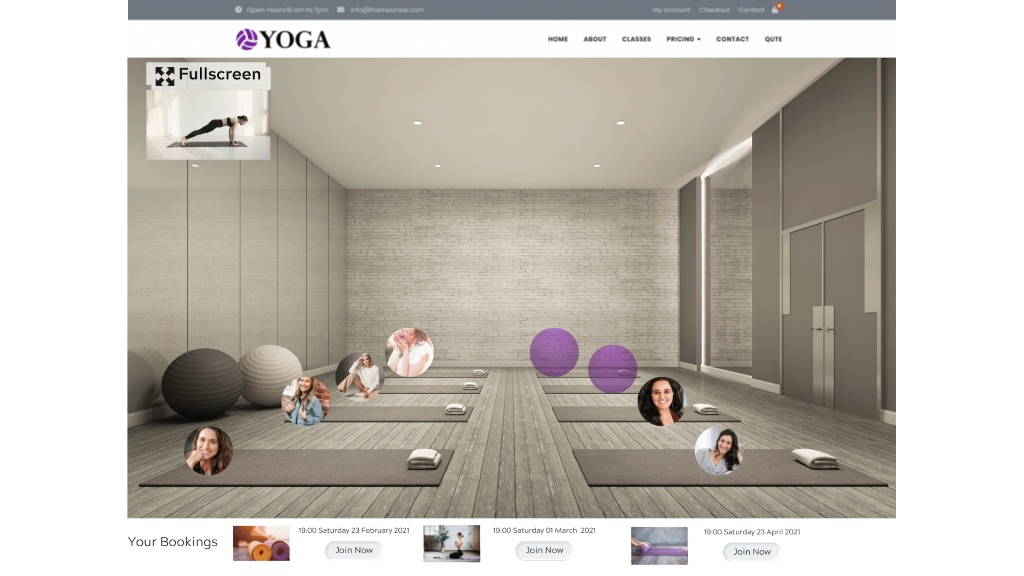 Open-Hours:10 am to 7pm info@themeansar.com My account Checkout Contact
YOGA HOME ABOUT CLASSES PRICING CONTACT QUTE
Fullscreen
Your Bookings
19:00 Saturday 23 February 2021
Join Now
19:00 Saturday 01 March 2021
Join Now
19:00 Saturday 23 April 2021
Join Now